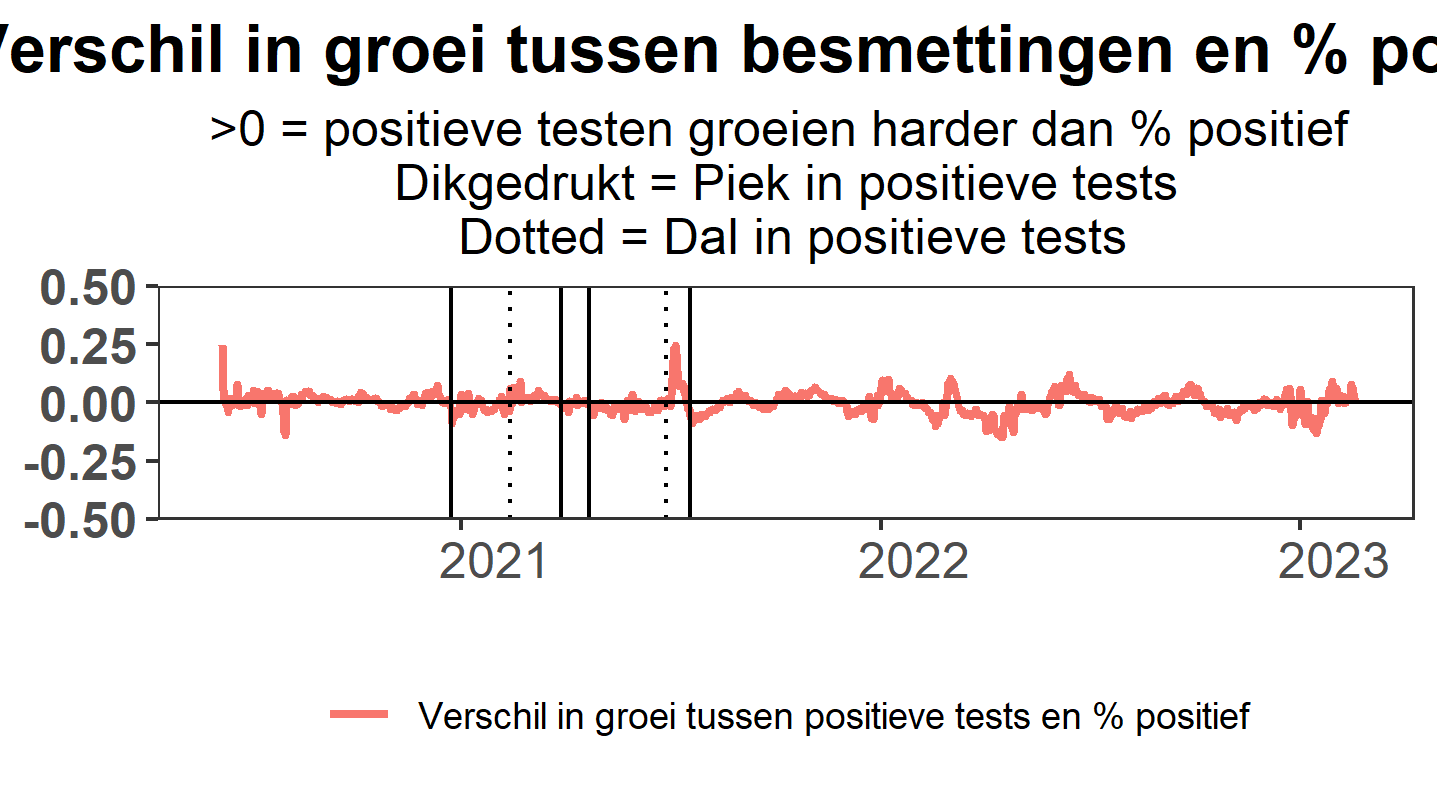 Verschil in groei tussen besmettingen en % po
>0 = positieve testen groeien harder dan % positief
Dikgedrukt = Piek in positieve tests
Dotted = Dal in positieve tests
0.50
0.25
0.00
-0.25
-0.50
2021
2022
2023
Verschil in groei tussen positieve tests en % positief